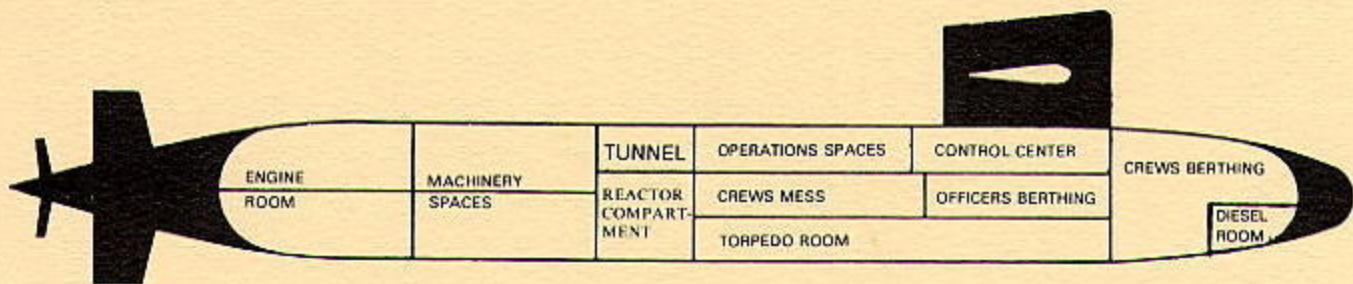 ENGINE
ROOM
MACHINERY
SPACES
TUNNEL
REACTOR
COMPART-
MENT
OPERATIONS SPACES
CONTROL CENTER
CREWS MESS
OFFICERS BERTHING
TORPEDO ROOM
CREWS BERTHING
DIESEL
ROOM